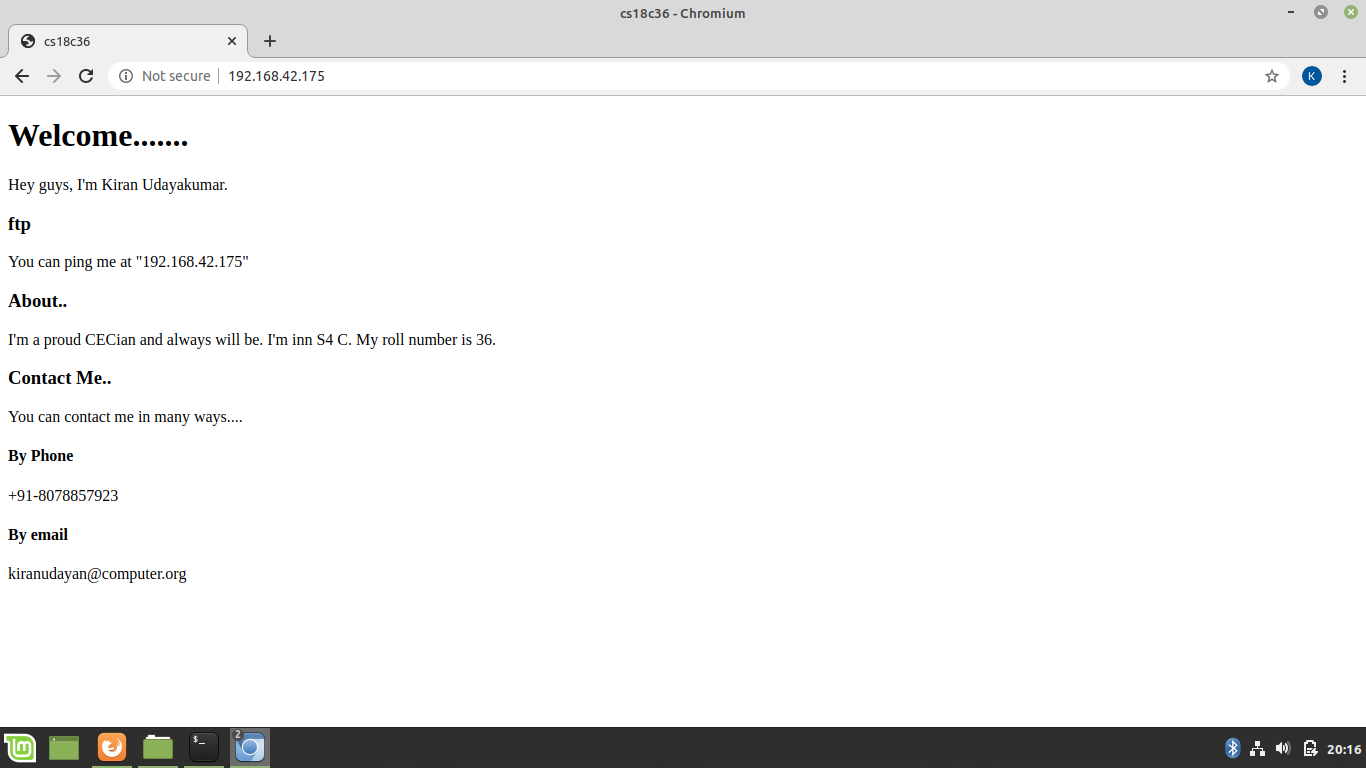 cs18c36 - Chromium
cs18c36
Not secure
192.168.42.175
K
Welcome.......
Hey guys, I'm Kiran Udayakumar.
ftp
You can ping me at "192.168.42.175"
About..
I'm a proud CECian and always will be. I'm inn S4 C. My roll number is 36.
Contact Me..
You can contact me in many ways....
By Phone
+91-8078857923
By email
kiranudayan@computer.org
$_
2
20:16